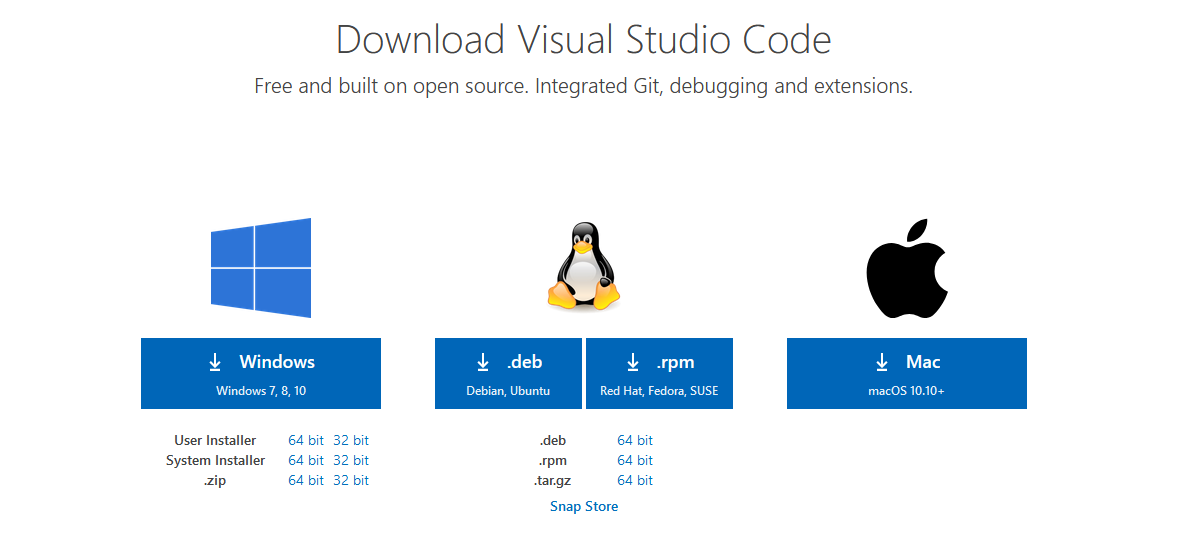 Download Visual Studio Code
Free and built on open source. Integrated Git, debugging and extensions.
Windows
Windows 7, 8, 10
User Installer 64 bit 32 bit
System Installer 64 bit 32 bit
.zip 64 bit 32 bit
.deb
Debian, Ubuntu
.rpm
Red Hat, Fedora, SUSE
.deb 64 bit
.rpm 64 bit
.tar.gz 64 bit
Snap Store
Mac
macOS 10.10+